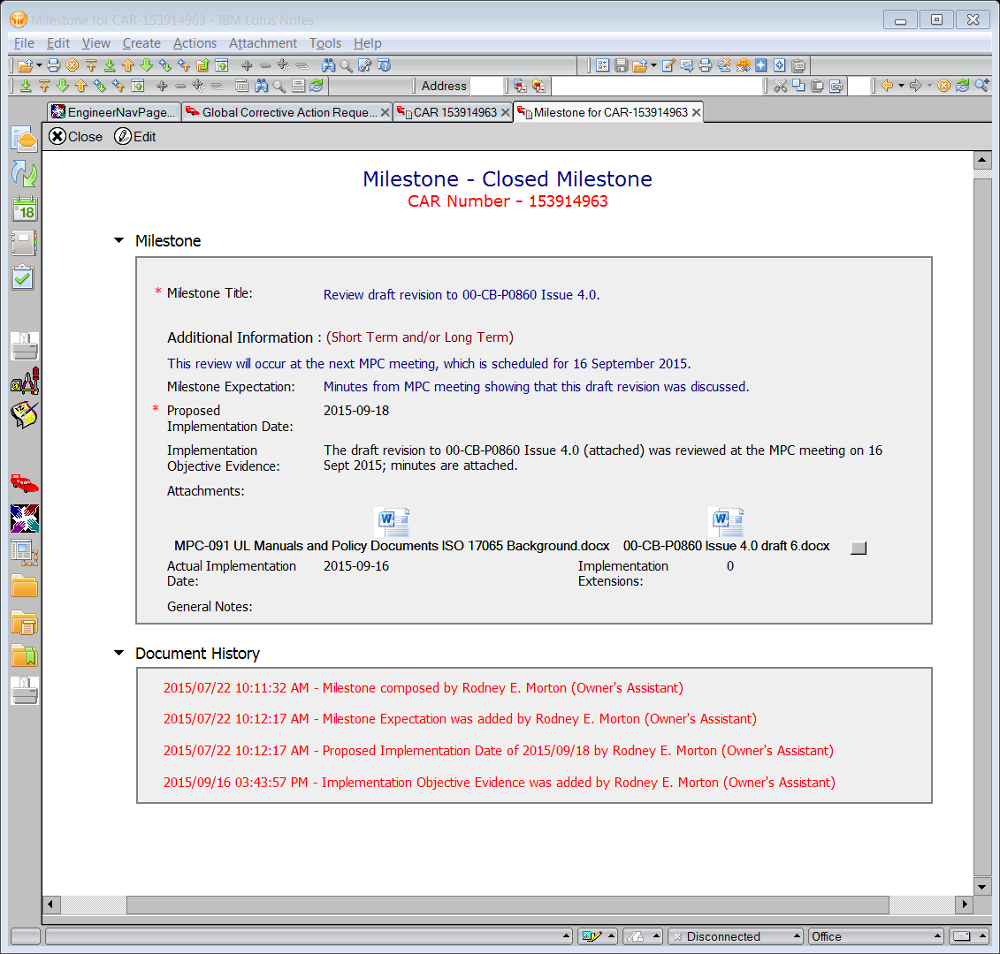 Milestone for CAR-153914963 - IBM Lotus Notes
File Edit View Create Actions Attachment Tools Help
Address
EngineerNavPage... Global Corrective Action Reque... CAR 153914963 Milestone for CAR-153914963
Close Edit
Milestone - Closed Milestone
CAR Number - 153914963
Milestone
* Milestone Title: Review draft revision to 00-CB-P0860 Issue 4.0.
Additional Information : (Short Term and/or Long Term)
This review will occur at the next MPC meeting, which is scheduled for 16 September 2015.
Milestone Expectation: Minutes from MPC meeting showing that this draft revision was discussed.
* Proposed 2015-09-18
Implementation Date:
Implementation The draft revision to 00-CB-P0860 Issue 4.0 (attached) was reviewed at the MPC meeting on 16
Objective Evidence: Sept 2015; minutes are attached.
Attachments:
MPC-091 UL Manuals and Policy Documents ISO 17065 Background.docx 00-CB-P0860 Issue 4.0 draft 6.docx
Actual Implementation 2015-09-16 Implementation 0
Date: Extensions:
General Notes:
Document History
2015/07/22 10:11:32 AM - Milestone composed by Rodney E. Morton (Owner's Assistant)
2015/07/22 10:12:17 AM - Milestone Expectation was added by Rodney E. Morton (Owner's Assistant)
2015/07/22 10:12:17 AM - Proposed Implementation Date of 2015/09/18 by Rodney E. Morton (Owner's Assistant)
2015/09/16 03:43:57 PM - Implementation Objective Evidence was added by Rodney E. Morton (Owner's Assistant)
18
Disconnected Office